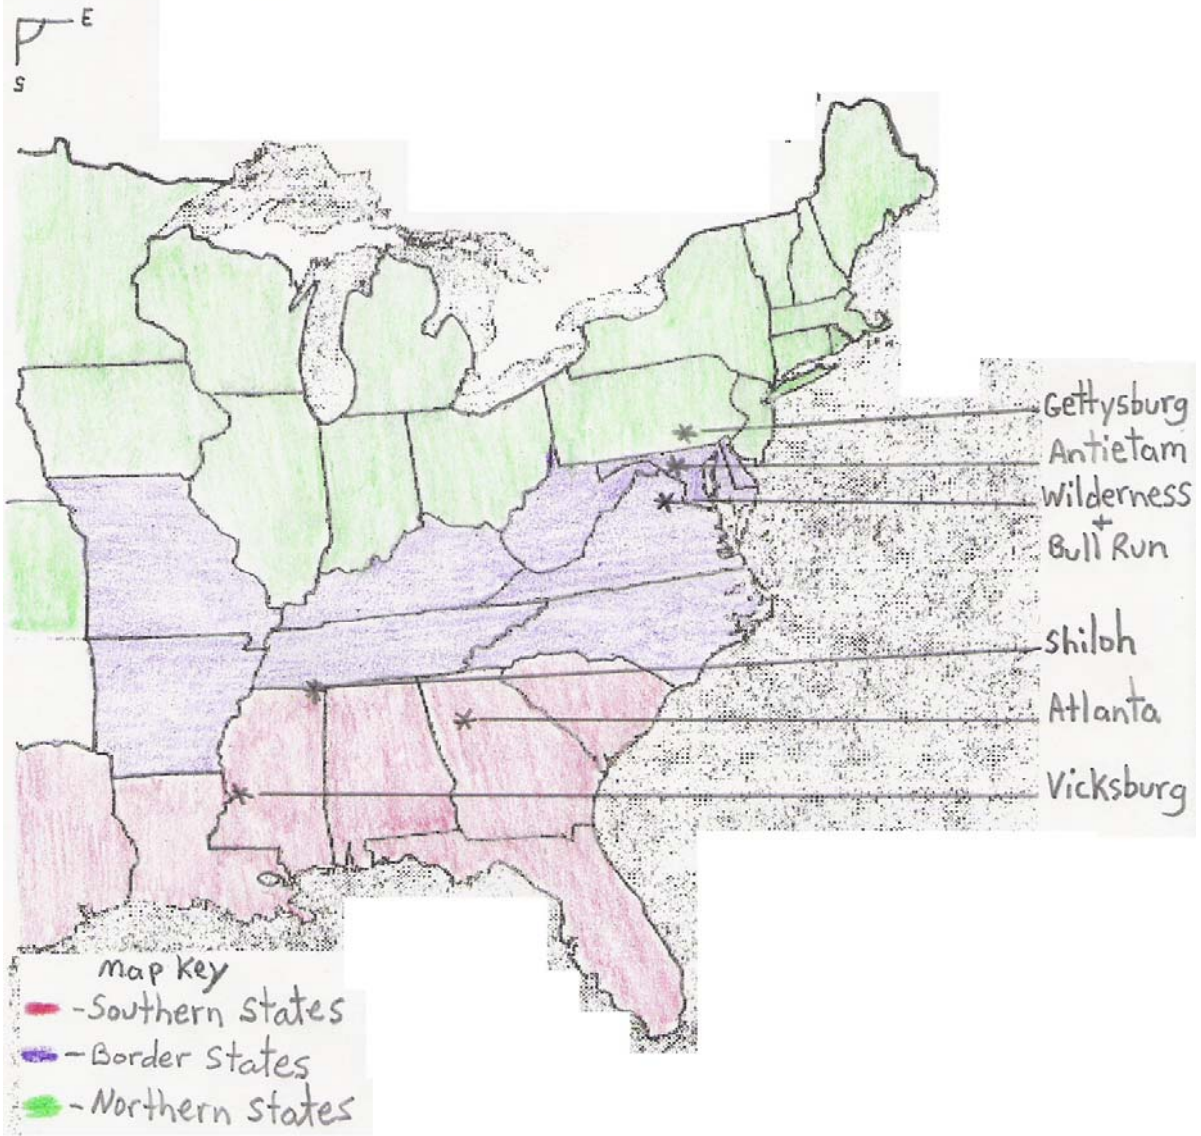 E
S
Gettysburg
Antietam
Wilderness
+
Bull Run
Shiloh
Atlanta
Vicksburg
Map Key
-Southern States
-Border States
-Northern States